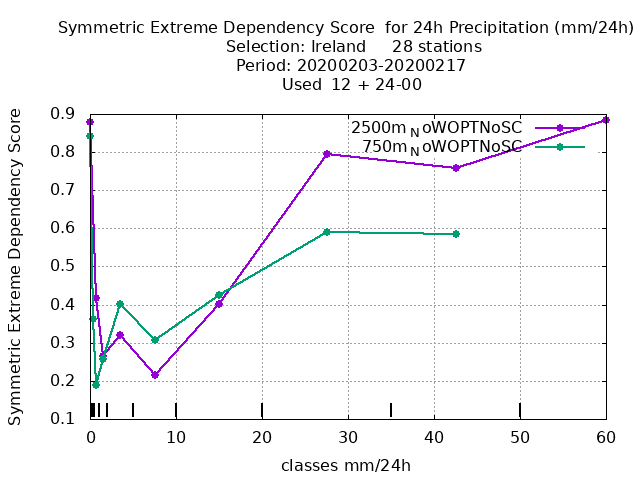 Symmetric Extreme Dependency Score  for 24h Precipitation (mm/24h)
Selection: Ireland     28 stations
Period: 20200203-20200217
Used  12 + 24-00
Symmetric Extreme Dependency Score
0.9
0.8
0.7
0.6
0.5
0.4
0.3
0.2
0.1
2500m_NoWOPTNoSC
750m_NoWOPTNoSC
0 10 20 30 40 50 60
classes mm/24h